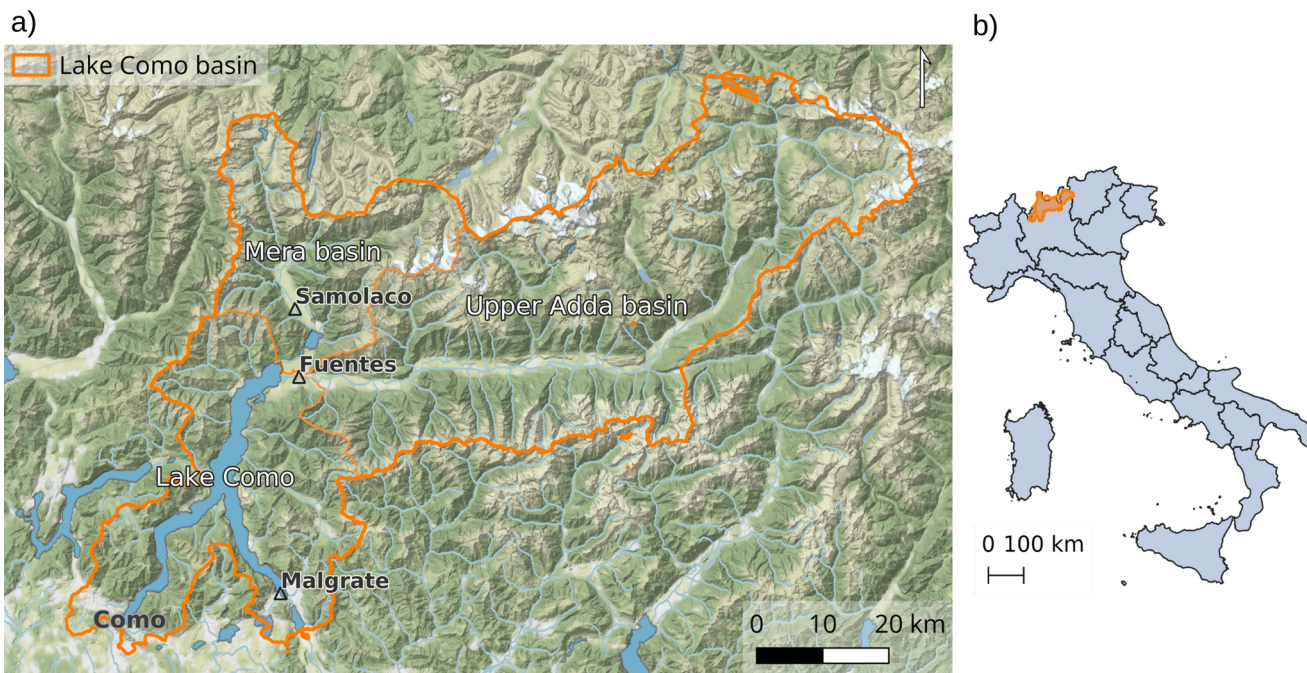 a)
Lake Como basin
Mera basin
Samolaco
Upper Adda basin
Fuentes
Lake Como
Malgrate
Como
0 10 20 km
b)
0 100 km